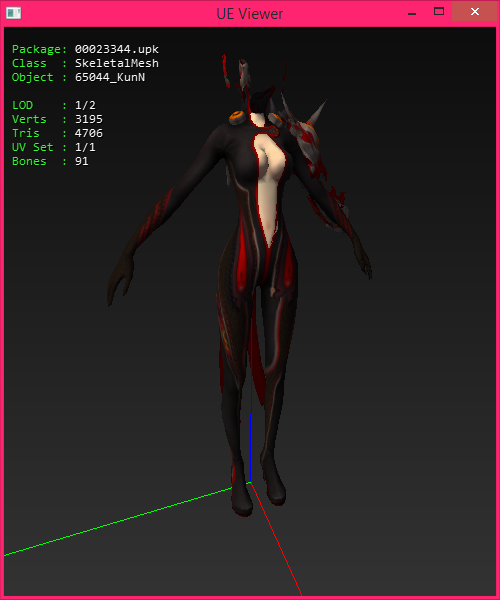 UE Viewer
Package: 00023344.upk
Class : SkeletalMesh
Object : 65044_KunN
LOD : 1/2
Verts : 3195
Tris : 4706
UV Set : 1/1
Bones : 91